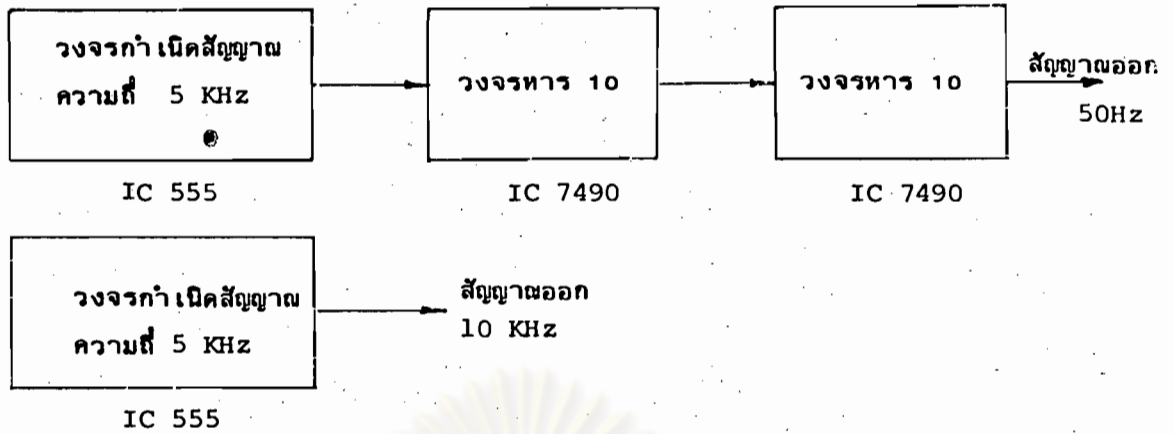 วงจรกำเนิดสัญญาณ
ความถี่ 5 KHz
วงจรหาร 10
วงจรหาร 10
สัญญาณออก
50Hz
IC 555
IC 7490
IC 7490
วงจรกำเนิดสัญญาณ
ความถี่ 5 KHz
สัญญาณออก
10 KHz
IC 555